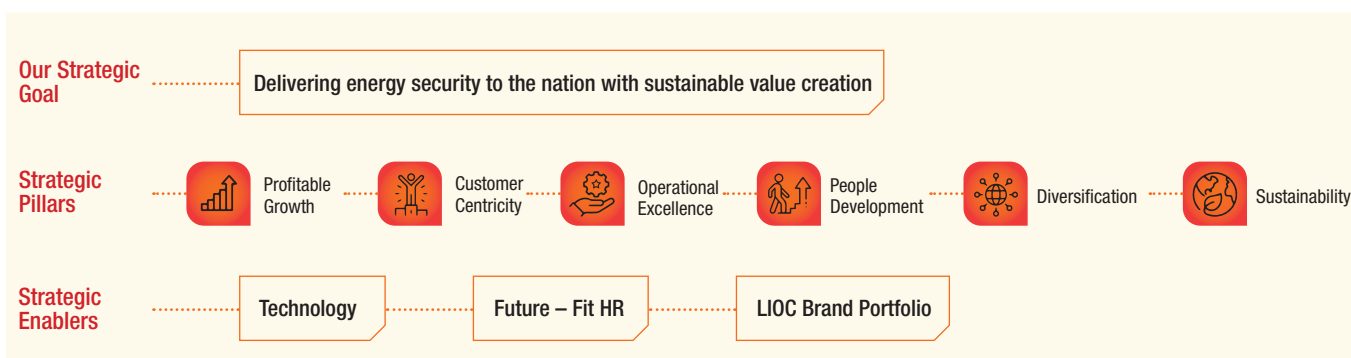 Our Strategic
Goal
Delivering energy security to the nation with sustainable value creation
Strategic
Pillars
Profitable
Growth
Customer
Centricity
Operational
Excellence
People
Development
Diversification
Sustainability
Strategic
Enablers
Technology
Future – Fit HR
LIOC Brand Portfolio